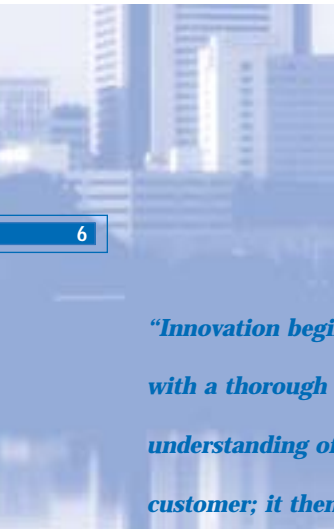 6
“Innovation begi
with a thorough
understanding of
customer; it then